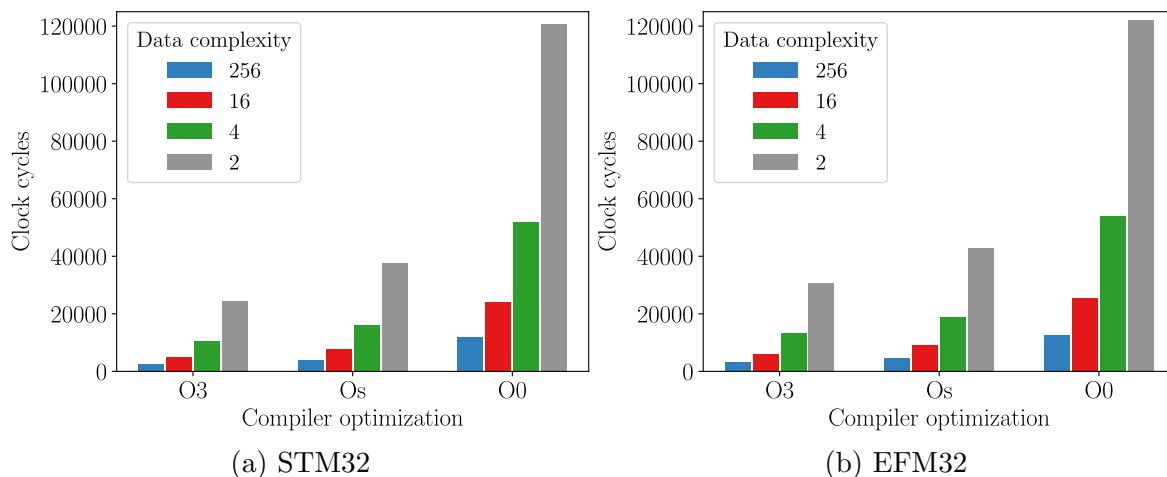 120000
100000
80000
60000
40000
20000
0
Clock cycles
Data complexity
256
16
4
2
O3 Os O0
Compiler optimization
(a) STM32
120000
100000
80000
60000
40000
20000
0
Clock cycles
Data complexity
256
16
4
2
O3 Os O0
Compiler optimization
(b) EFM32